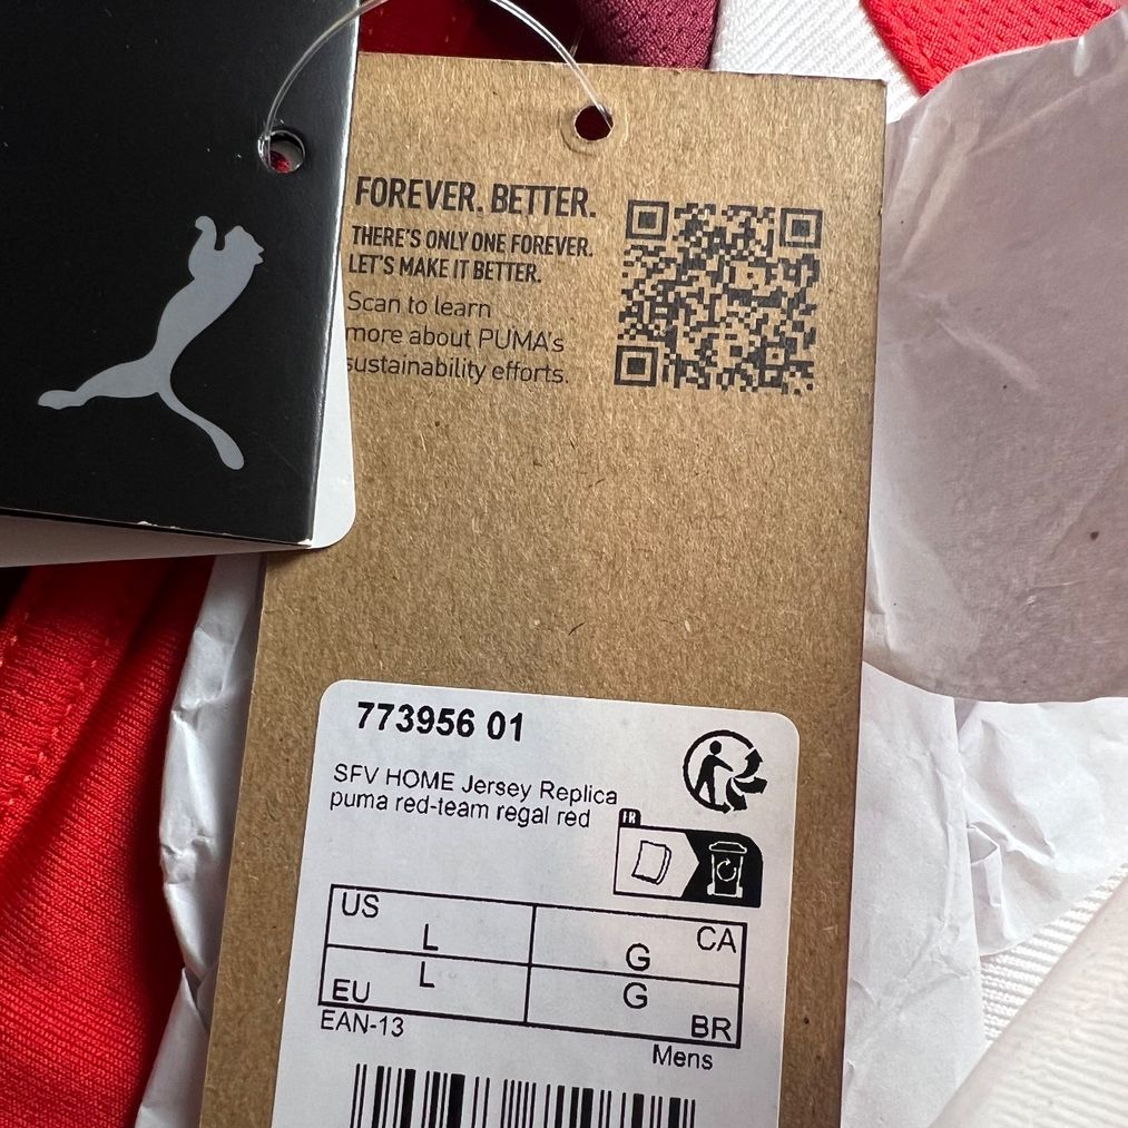 FOREVER. BETTER.
THERE'S ONLY ONE FOREVER.
LET'S MAKE IT BETTER.
Scan to learn
more about PUMA's
sustainability efforts.
773956 01
SFV HOME Jersey Replica
puma red-team regal red
FR
US
L
G
CA
L
G
EU
BR
EAN-13
Mens